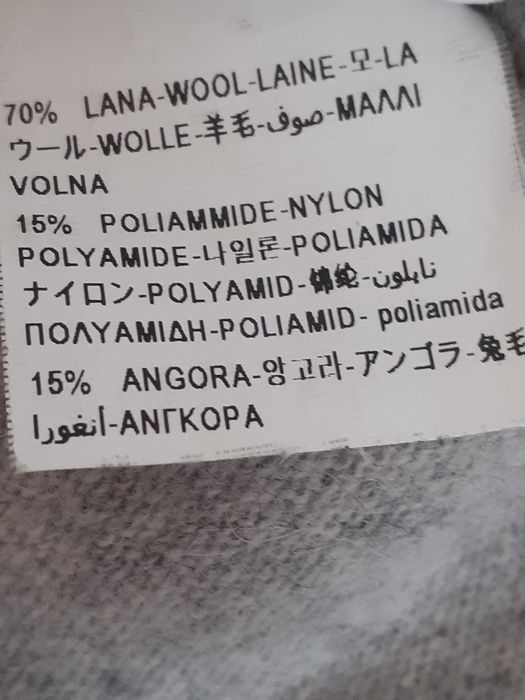 70% LANA-WOOL-LAINE-모-LA
ウール-WOLLE-羊毛-صوف-ΜΑΛΛΙ
VOLNA
15% POLIAMMIDE-NYLON
POLYAMIDE-나일론-POLIAMIDA
ナイロン-POLYAMID-锦纶-نايلون
ΠΟΛΥΑΜΙΔΗ-POLIAMID- poliamida
15% ANGORA-앙고라-アンゴラ-兔毛
أنغورا-ΑΝΓΚΟΡΑ